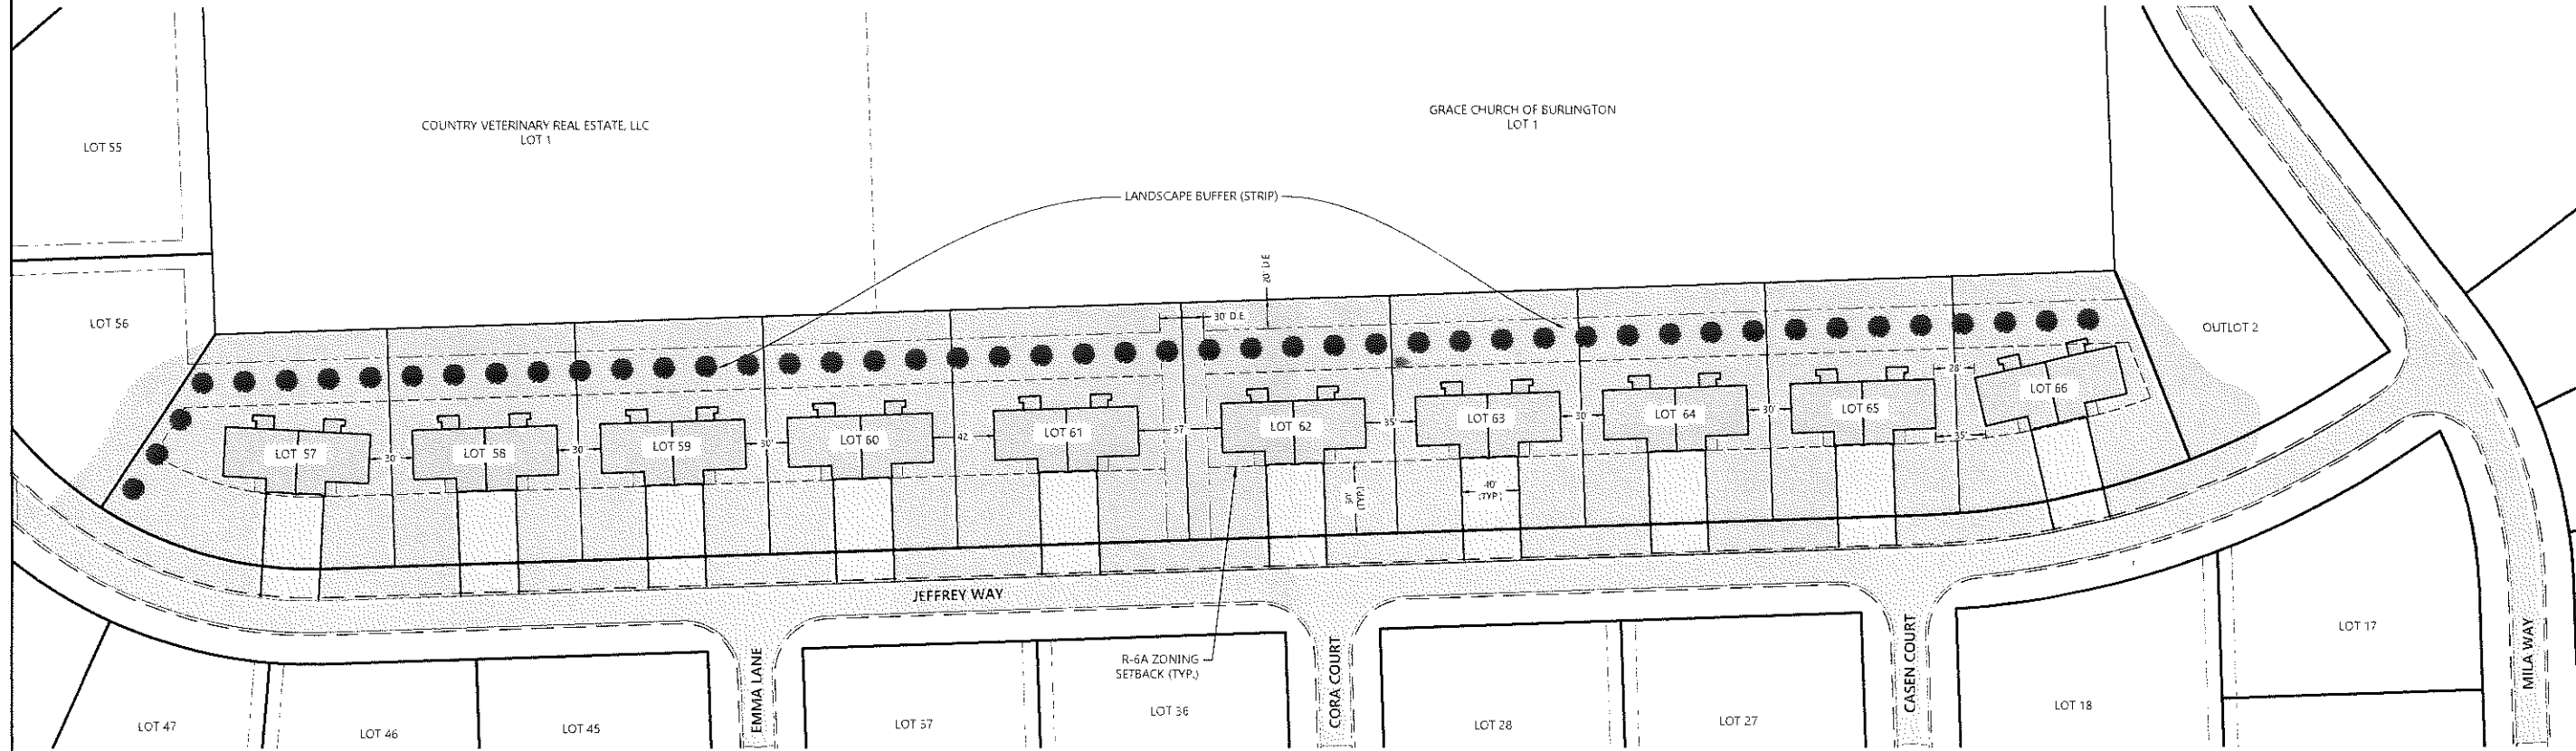 LOT 55
COUNTRY VETERINARY REAL ESTATE, LLC
LOT 1
GRACE CHURCH OF BURLINGTON
LOT 1
LANDSCAPE BUFFER (STRIP)
20' D.E
30' D.E.
LOT 56
OUTLOT 2
LOT 57
30'
LOT 58
30'
LOT 59
30'
LOT 60
42
LOT 61
57
LOT 62
35'
LOT 63
30'
LOT 64
30'
LOT 65
28'
35'
LOT 66
(TYP.)
40'
(TYP.)
JEFFREY WAY
R-6A ZONING
SETBACK (TYP.)
EMMA LANE
CORA COURT
CASEN COURT
MILA WAY
LOT 47
LOT 46
LOT 45
LOT 37
LOT 36
LOT 28
LOT 27
LOT 18
LOT 17